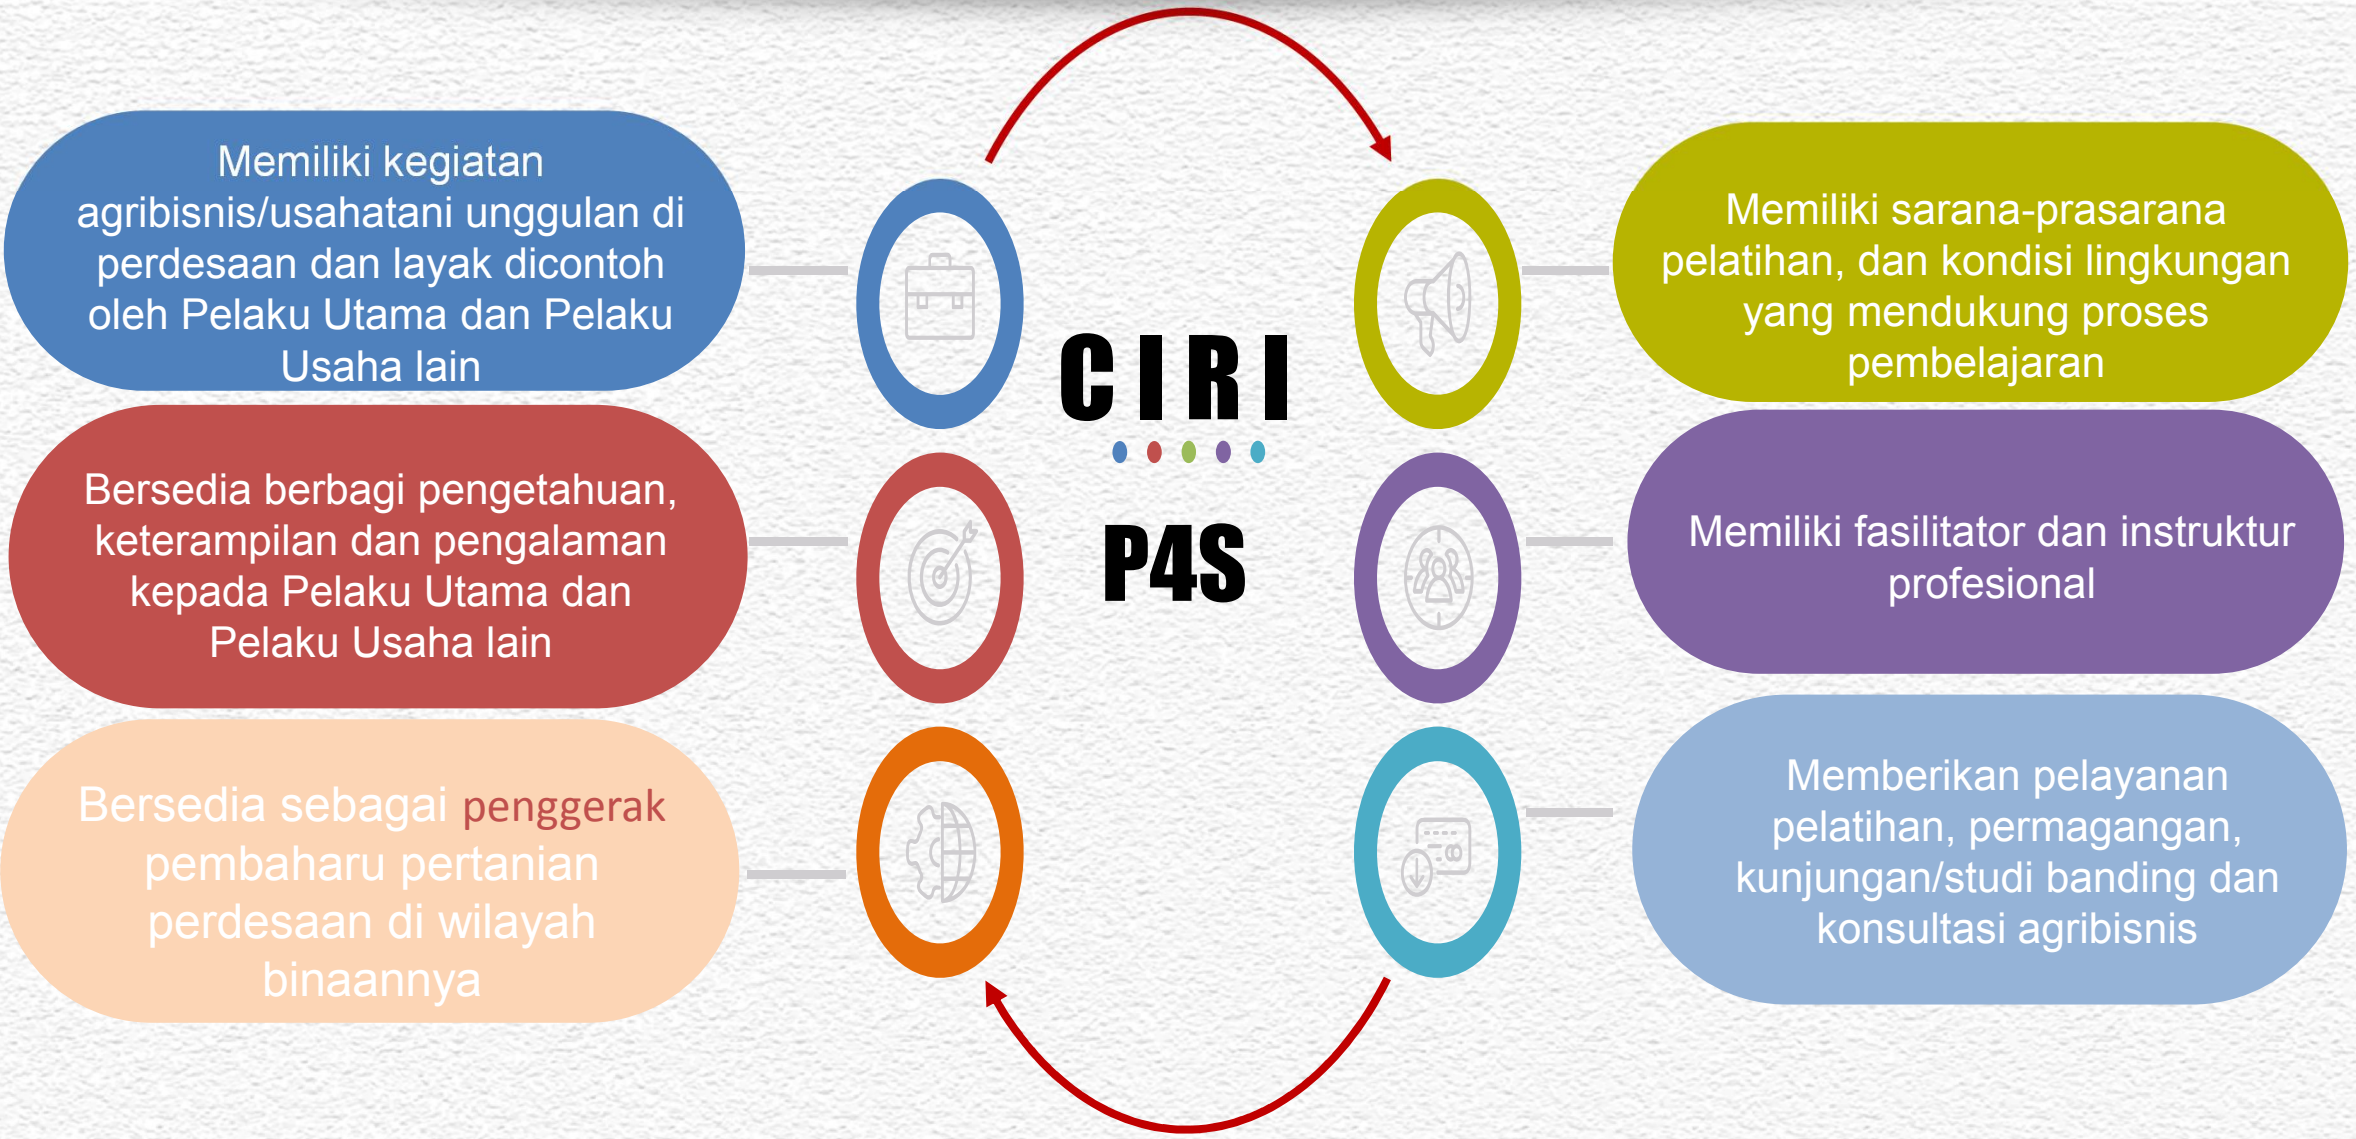 Memiliki kegiatan
agribisnis/usahatani unggulan di
perdesaan dan layak dicontoh
oleh Pelaku Utama dan Pelaku
Usaha lain
Bersedia berbagi pengetahuan,
keterampilan dan pengalaman
kepada Pelaku Utama dan
Pelaku Usaha lain
Bersedia sebagai penggerak
pembaharu pertanian
perdesaan di wilayah
binaannya
CIRI
P4S
Memiliki sarana-prasarana
pelatihan, dan kondisi lingkungan
yang mendukung proses
pembelajaran
Memiliki fasilitator dan instruktur
profesional
Memberikan pelayanan
pelatihan, permagangan,
kunjungan/studi banding dan
konsultasi agribisnis